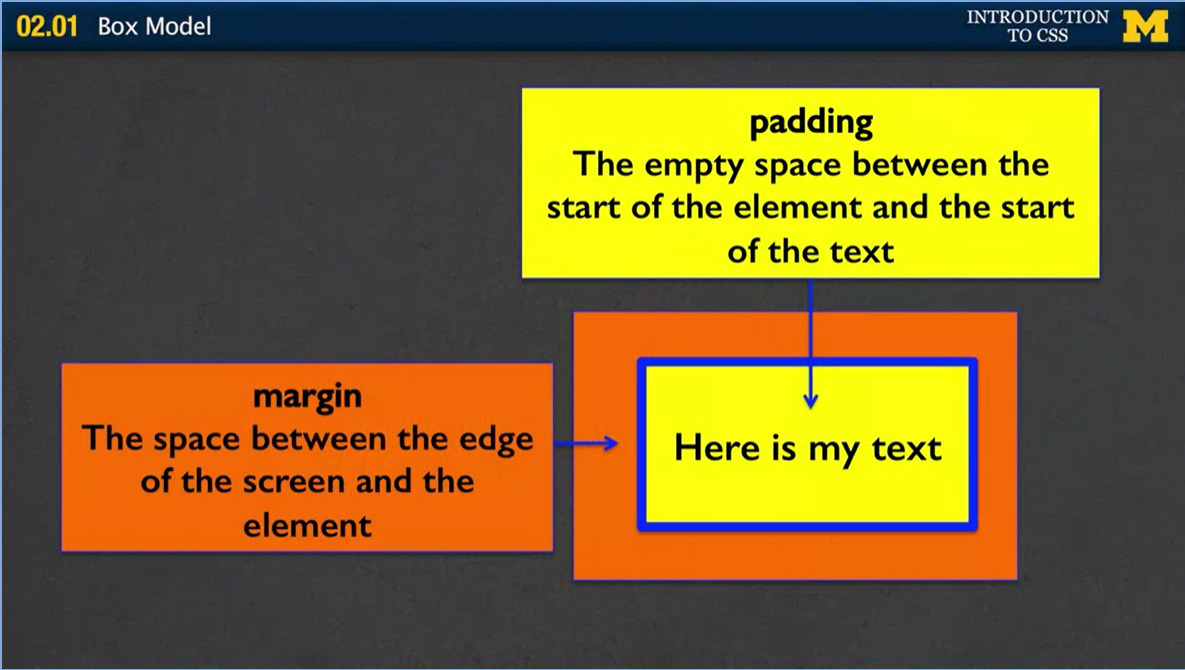 02.01 Box Model
INTRODUCTION
TO CSS
M
padding
The empty space between the
start of the element and the start
of the text
margin
The space between the edge
of the screen and the
element
Here is my text